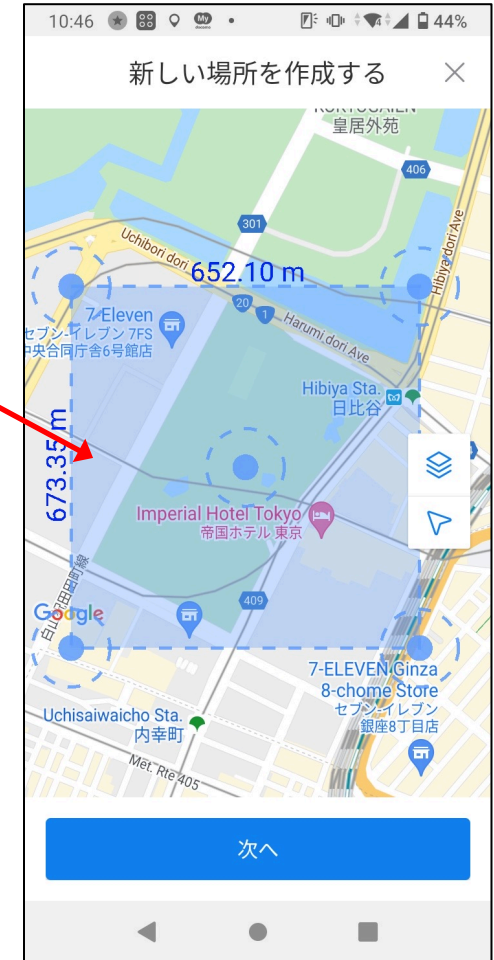 10:46
My
44%
新しい場所を作成する
皇居外苑
406
301
Uchibori dori
Hibiya dori Ave
652.10 m
20
1
Harumi dori Ave
7-Eleven
セブン-イレブン 7FS
中央合同庁舎6号館店
Hibiya Sta.
日比谷
673.35 m
Imperial Hotel Tokyo
帝国ホテル 東京
409
Google
7-ELEVEN Ginza
8-chome Store
セブン-イレブン
銀座8丁目店
Uchisaiwaicho Sta.
内幸町
Met. Rte 405
次へ